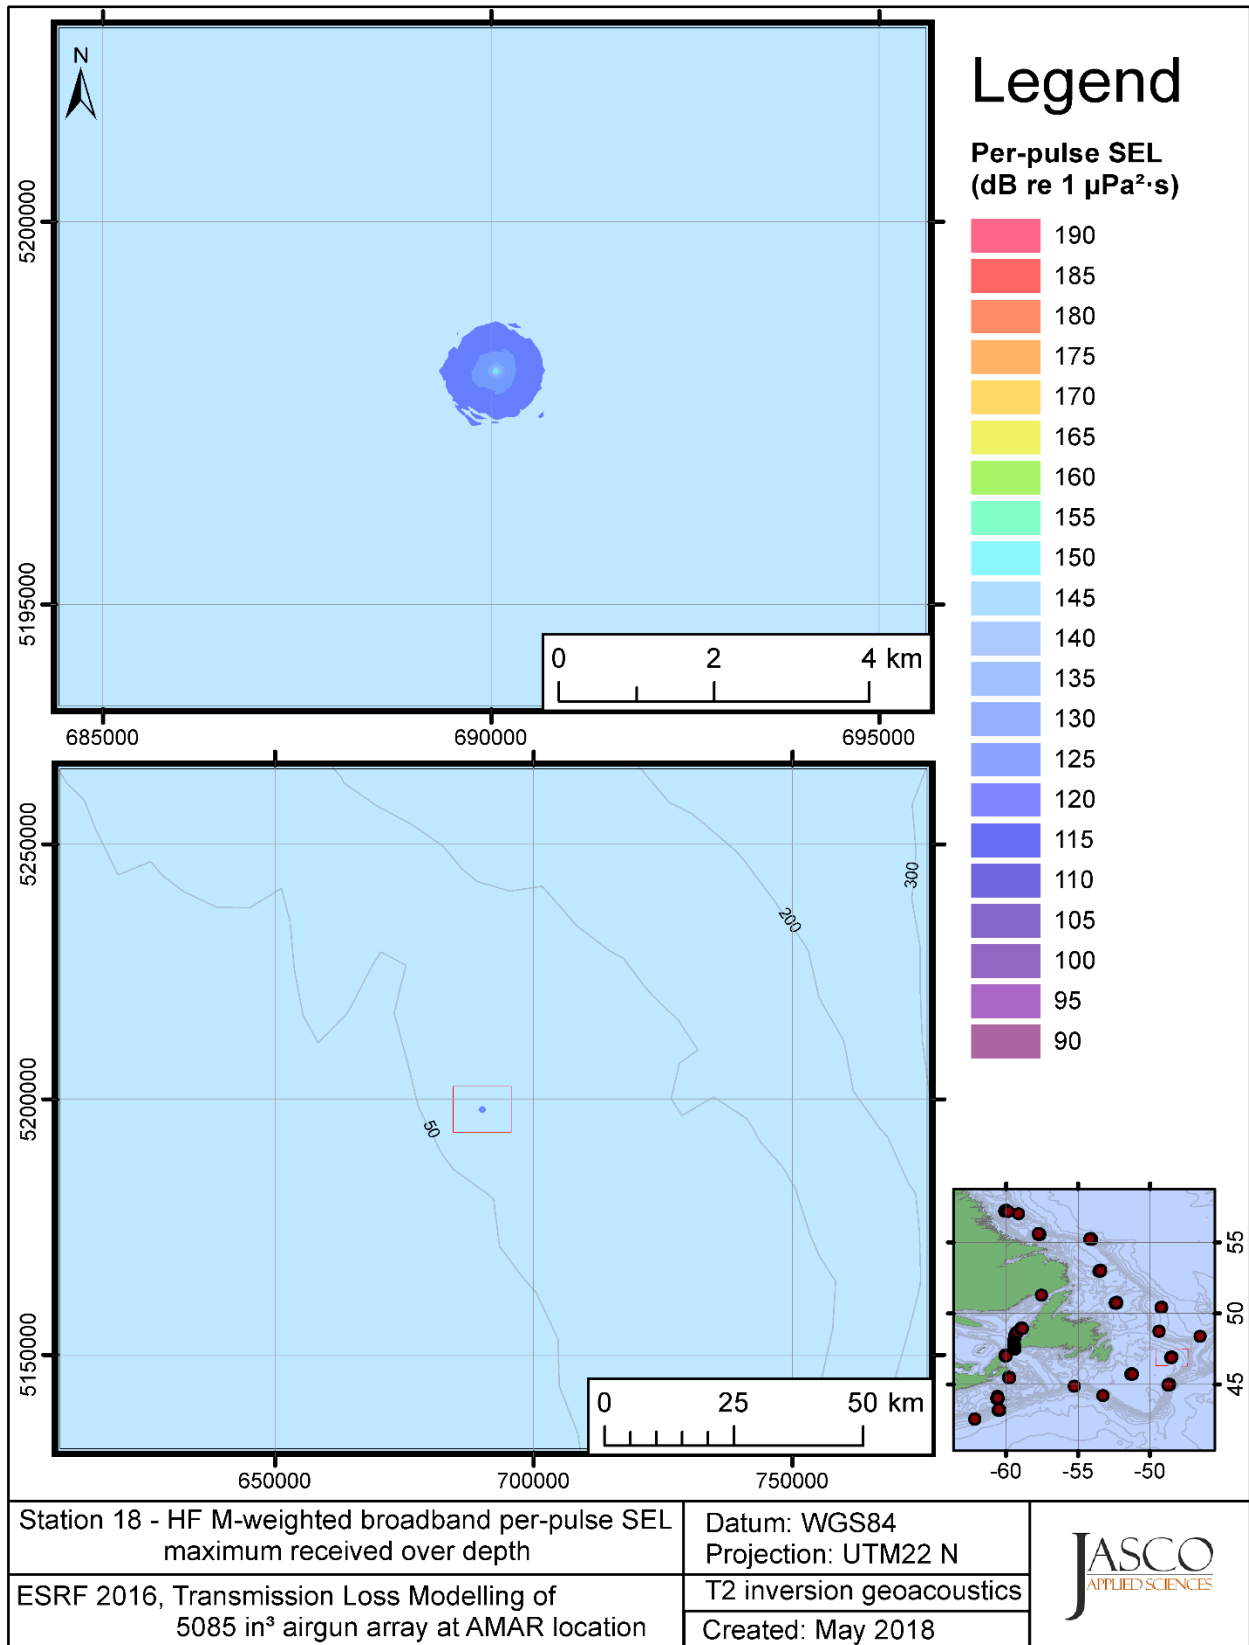 N
5200000
5195000
0 2 4 km
685000 690000 695000
5250000
5200000
5150000
50
200
300
0 25 50 km
650000 700000 750000
Legend
Per-pulse SEL
(dB re 1 µPa²·s)
190
185
180
175
170
165
160
155
150
145
140
135
130
125
120
115
110
105
100
95
90
55
50
45
-60 -55 -50
Station 18 - HF M-weighted broadband per-pulse SEL
maximum received over depth
ESRF 2016, Transmission Loss Modelling of
5085 in³ airgun array at AMAR location
Datum: WGS84
Projection: UTM22 N
T2 inversion geoacoustics
Created: May 2018
JASCO
APPLIED SCIENCES